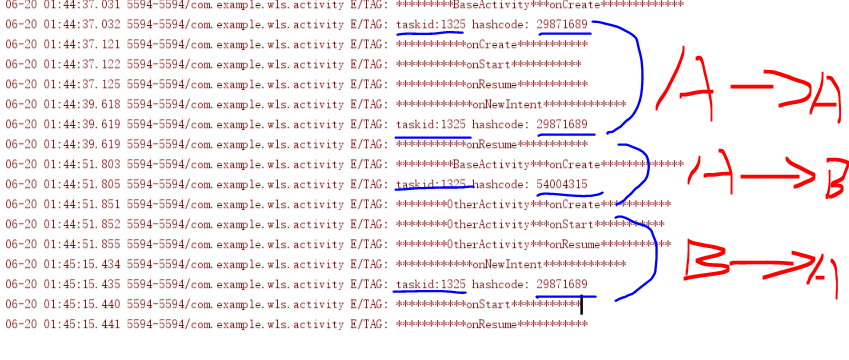 06-20 01:44:37.031 5594-5594/com.example.wls.activity E/TAG: *********BaseActivity***onCreate*************
06-20 01:44:37.032 5594-5594/com.example.wls.activity E/TAG: taskid:1325 hashcode: 29871689
06-20 01:44:37.121 5594-5594/com.example.wls.activity E/TAG: ***********onCreate***********
06-20 01:44:37.122 5594-5594/com.example.wls.activity E/TAG: ***********onStart***********
06-20 01:44:37.125 5594-5594/com.example.wls.activity E/TAG: ***********onResume***********
A → A
06-20 01:44:39.618 5594-5594/com.example.wls.activity E/TAG: ************onNewIntent*************
06-20 01:44:39.619 5594-5594/com.example.wls.activity E/TAG: taskid:1325 hashcode: 29871689
06-20 01:44:39.619 5594-5594/com.example.wls.activity E/TAG: ***********onResume***********
06-20 01:44:51.803 5594-5594/com.example.wls.activity E/TAG: *********BaseActivity***onCreate*************
06-20 01:44:51.805 5594-5594/com.example.wls.activity E/TAG: taskid:1325 hashcode: 54004315
A → B
06-20 01:44:51.851 5594-5594/com.example.wls.activity E/TAG: ********OtherActivity***onCreate***********
06-20 01:44:51.852 5594-5594/com.example.wls.activity E/TAG: ********OtherActivity***onStart***********
06-20 01:44:51.855 5594-5594/com.example.wls.activity E/TAG: ********OtherActivity***onResume***********
06-20 01:45:15.434 5594-5594/com.example.wls.activity E/TAG: ************onNewIntent*************
B → A
06-20 01:45:15.435 5594-5594/com.example.wls.activity E/TAG: taskid:1325 hashcode: 29871689
06-20 01:45:15.440 5594-5594/com.example.wls.activity E/TAG: ***********onStart***********
06-20 01:45:15.441 5594-5594/com.example.wls.activity E/TAG: ***********onResume***********